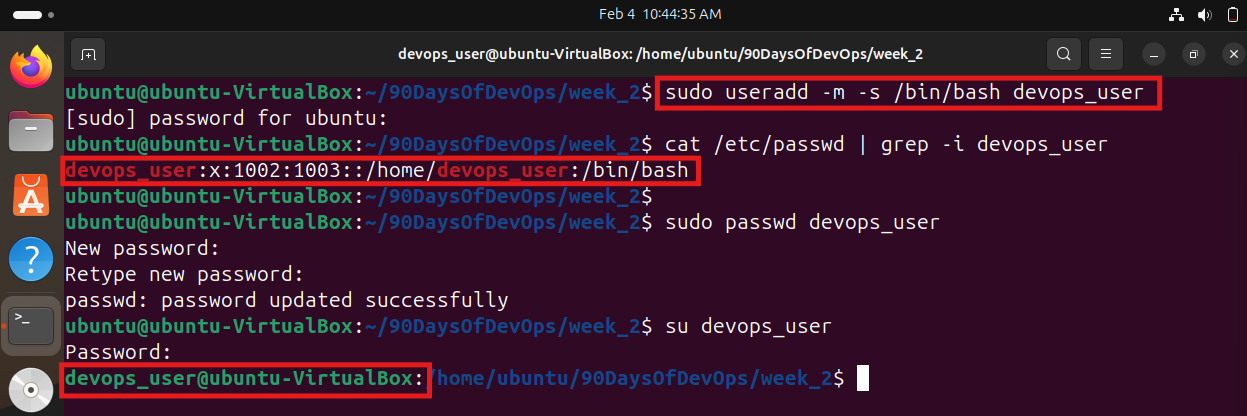 Feb 4 10:44:35 AM
devops_user@ubuntu-VirtualBox: /home/ubuntu/90DaysOfDevOps/week_2
ubuntu@ubuntu-VirtualBox:~/90DaysOfDevOps/week_2$ sudo useradd -m -s /bin/bash devops_user
[sudo] password for ubuntu:
ubuntu@ubuntu-VirtualBox:~/90DaysOfDevOps/week_2$ cat /etc/passwd | grep -i devops_user
devops_user:x:1002:1003::/home/devops_user:/bin/bash
ubuntu@ubuntu-VirtualBox:~/90DaysOfDevOps/week_2$
ubuntu@ubuntu-VirtualBox:~/90DaysOfDevOps/week_2$ sudo passwd devops_user
New password:
Retype new password:
passwd: password updated successfully
ubuntu@ubuntu-VirtualBox:~/90DaysOfDevOps/week_2$ su devops_user
Password:
devops_user@ubuntu-VirtualBox:/home/ubuntu/90DaysOfDevOps/week_2$